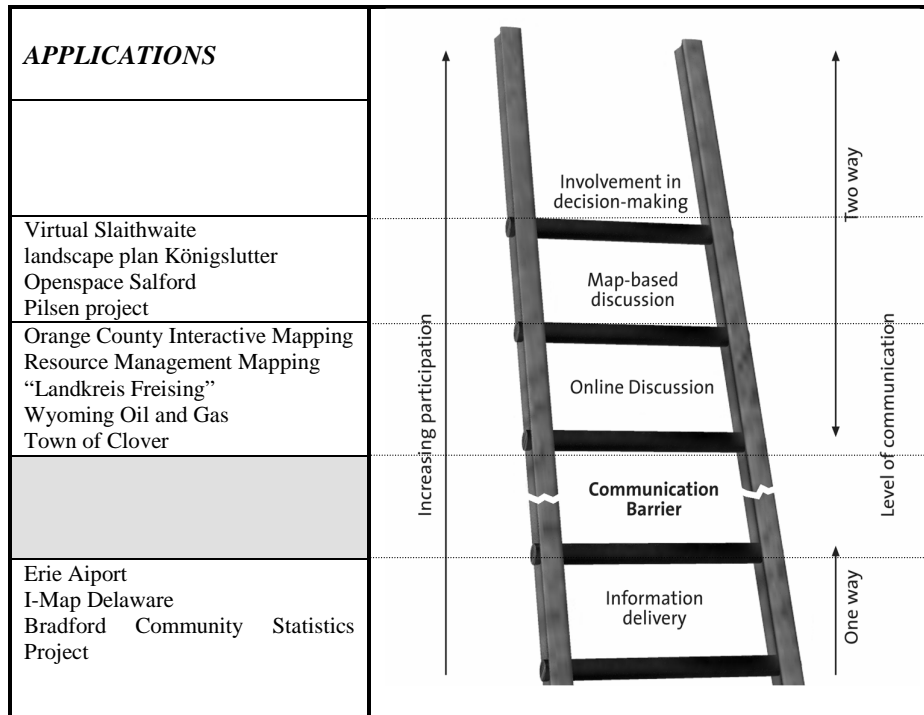 APPLICATIONS
Virtual Slaithwaite
landscape plan Königslutter
Openspace Salford
Pilsen project
Orange County Interactive Mapping
Resource Management Mapping
“Landkreis Freising”
Wyoming Oil and Gas
Town of Clover
Erie Aiport
I-Map Delaware
Bradford Community Statistics
Project
Increasing participation
Involvement in
decision-making
Map-based
discussion
Online Discussion
Communication
Barrier
Information
delivery
Two way
One way
Level of communication